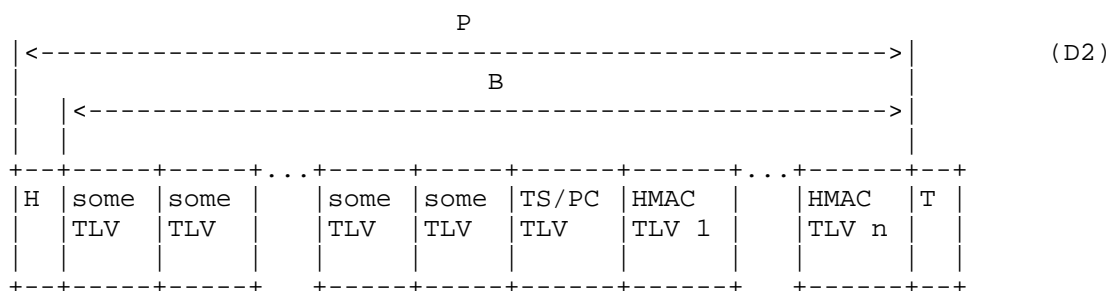 P
|<----------------------------------------------------->|        (D2)
|                                                       |
|                              B                        |
|  |<-------------------------------------------------->|
|  |                                                    |
+--+-----+-----+...+-----+-----+------+------+...+------+--+
|H |some |some |   |some |some |TS/PC |HMAC  |   |HMAC  |T |
|  |TLV  |TLV  |   |TLV  |TLV  |TLV   |TLV 1 |   |TLV n |  |
|  |     |     |   |     |     |      |      |   |      |  |
+--+-----+-----+   +-----+-----+------+------+   +------+--+